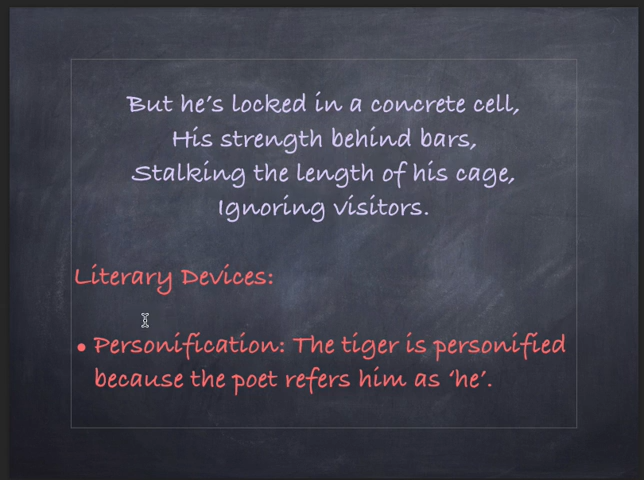 But he's locked in a concrete cell,
His strength behind bars,
Stalking the length of his cage,
Ignoring visitors.
Literary Devices:
• Personification: The tiger is personified
because the poet refers him as 'he'.